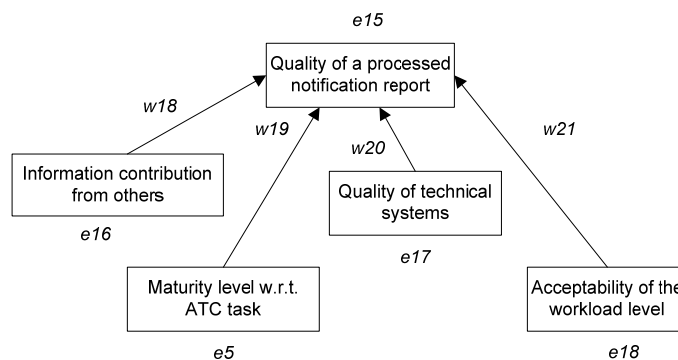 e15
Quality of a processed
notification report
w18
w19
w20
w21
Information contribution
from others
e16
Quality of technical
systems
e17
Maturity level w.r.t.
ATC task
e5
Acceptability of the
workload level
e18